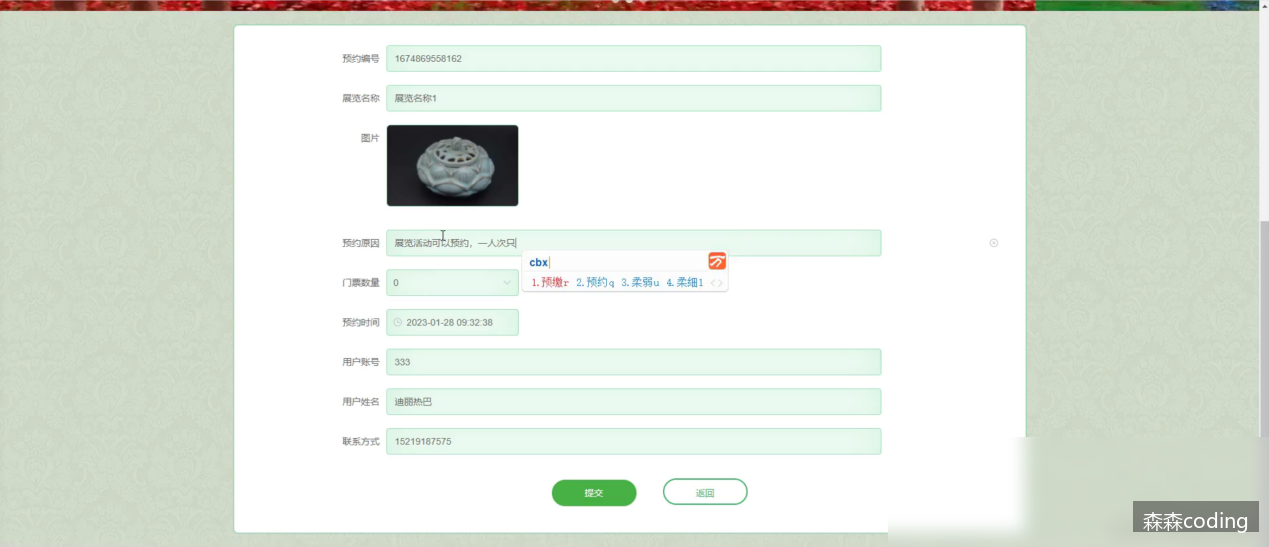 预约编号 1674869558162
展览名称 展览名称1
图片
预约原因 展览活动可以预约，一人次只
cbx
1.预缴r 2.预约q 3.柔弱u 4.柔细l
门票数量 0
预约时间 2023-01-28 09:32:38
用户账号 333
用户姓名 迪丽热巴
联系方式 15219187575
提交 返回
森森coding